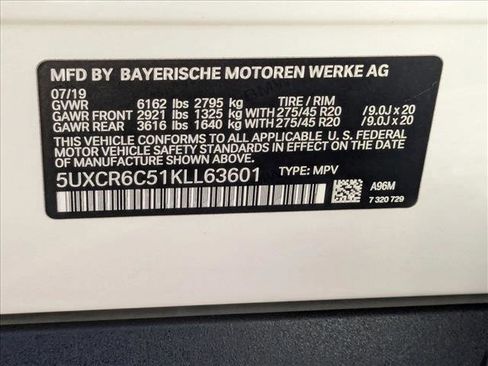 MFD BY BAYERISCHE MOTOREN WERKE AG
07/19
GVWR 6162 lbs 2795 kg TIRE / RIM
GAWR FRONT 2921 lbs 1325 kg WITH 275/45 R20 / 9.0J x 20
GAWR REAR 3616 lbs 1640 kg WITH 275/45 R20 / 9.0J x 20
THIS VEHICLE CONFORMS TO ALL APPLICABLE U.S. FEDERAL
MOTOR VEHICLE SAFETY STANDARDS IN EFFECT ON THE
DATE OF MANUFACTURE SHOWN ABOVE.
5UXCR6C51KLL63601 TYPE: MPV
A96M
7 320 729